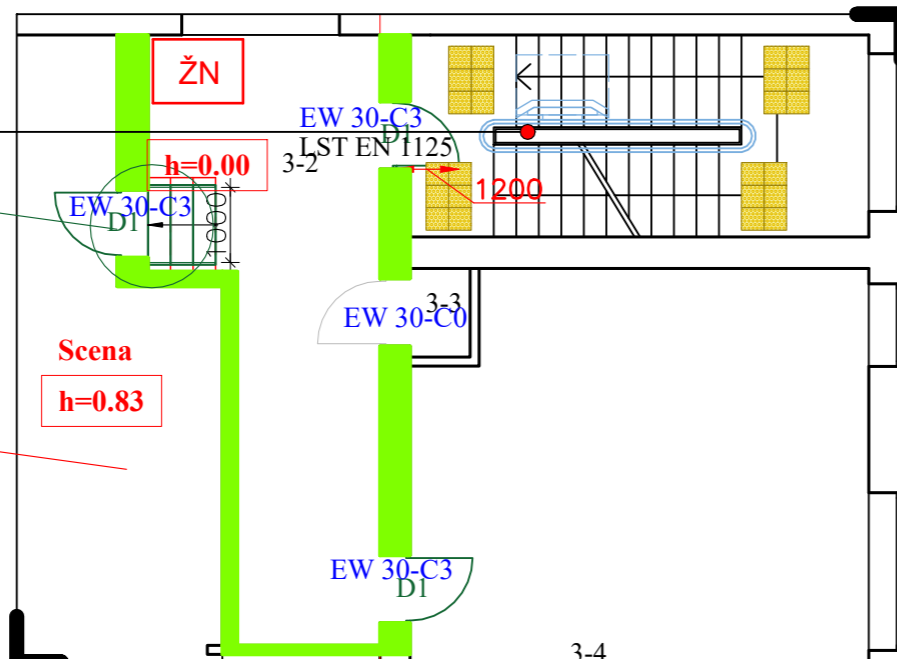 ŽN
EW 30-C3
D1
LST EN 1125
3-2
h=0.00
1200
EW 30-C3
D1
1000
3-3
EW 30-C0
Scena
h=0.83
EW 30-C3
D1
3-4